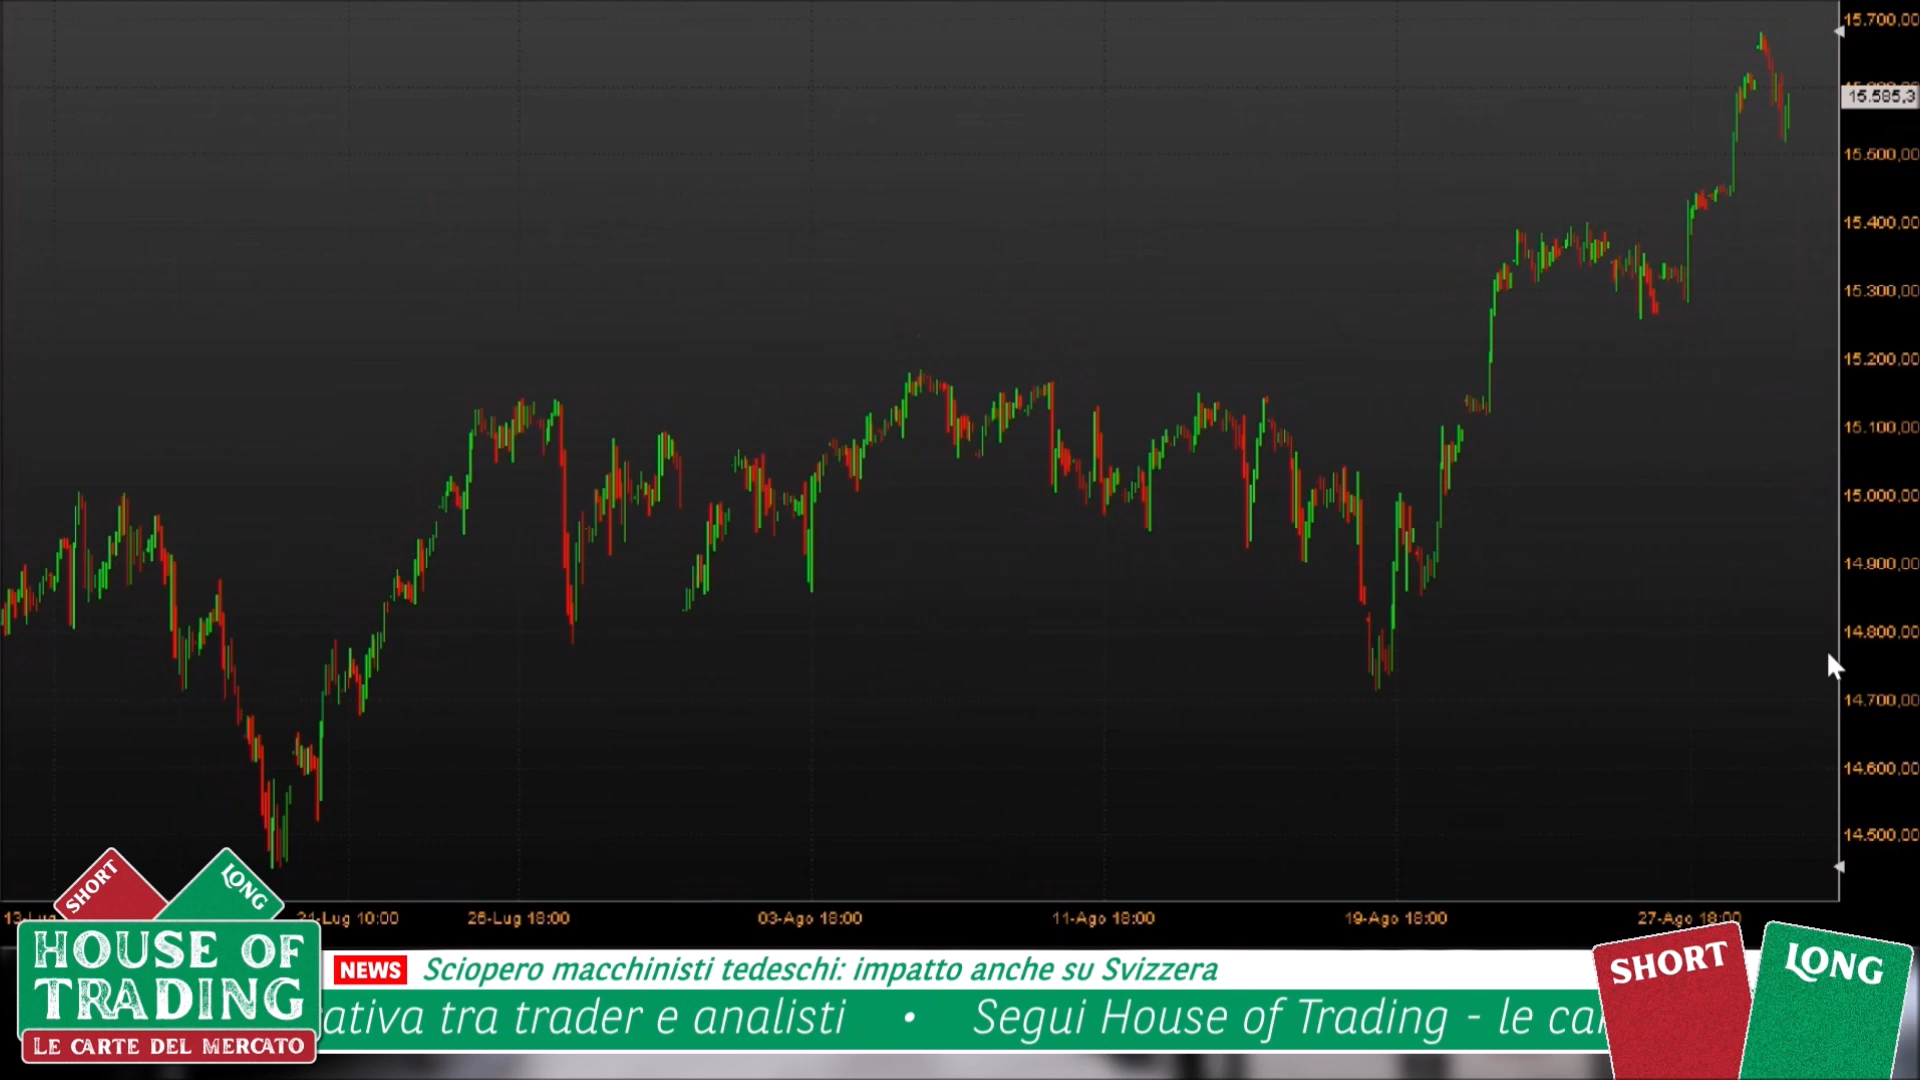 15.700,00
15.585,3
15.500,00
15.400,00
15.300,00
15.200,00
15.100,00
15.000,00
14.900,00
14.800,00
14.700,00
14.600,00
14.500,00
13-Lug
21-Lug 10:00
26-Lug 18:00
03-Ago 18:00
11-Ago 18:00
19-Ago 18:00
27-Ago 18:00
SHORT
LONG
HOUSE OF
TRADING
LE CARTE DEL MERCATO
NEWS Sciopero macchinisti tedeschi: impatto anche su Svizzera
ativa tra trader e analisti • Segui House of Trading - le car
SHORT
LONG